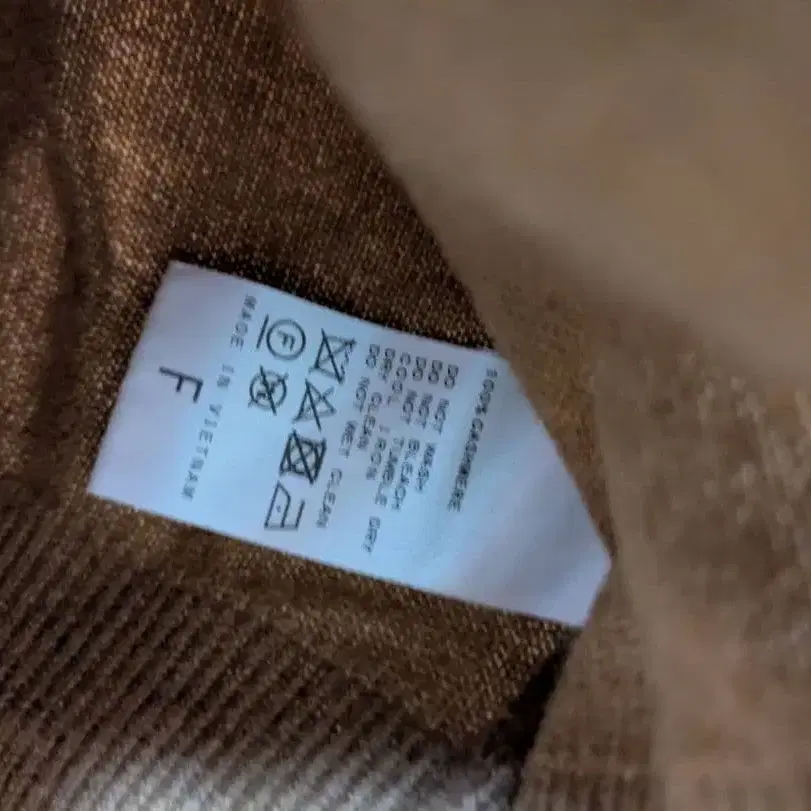 100% CASHMERE
DO NOT WASH
DO NOT BLEACH
DO NOT TUMBLE DRY
COOL IRON
DRY CLEAN
DO NOT WET CLEAN
F
MADE IN VIETNAM
F